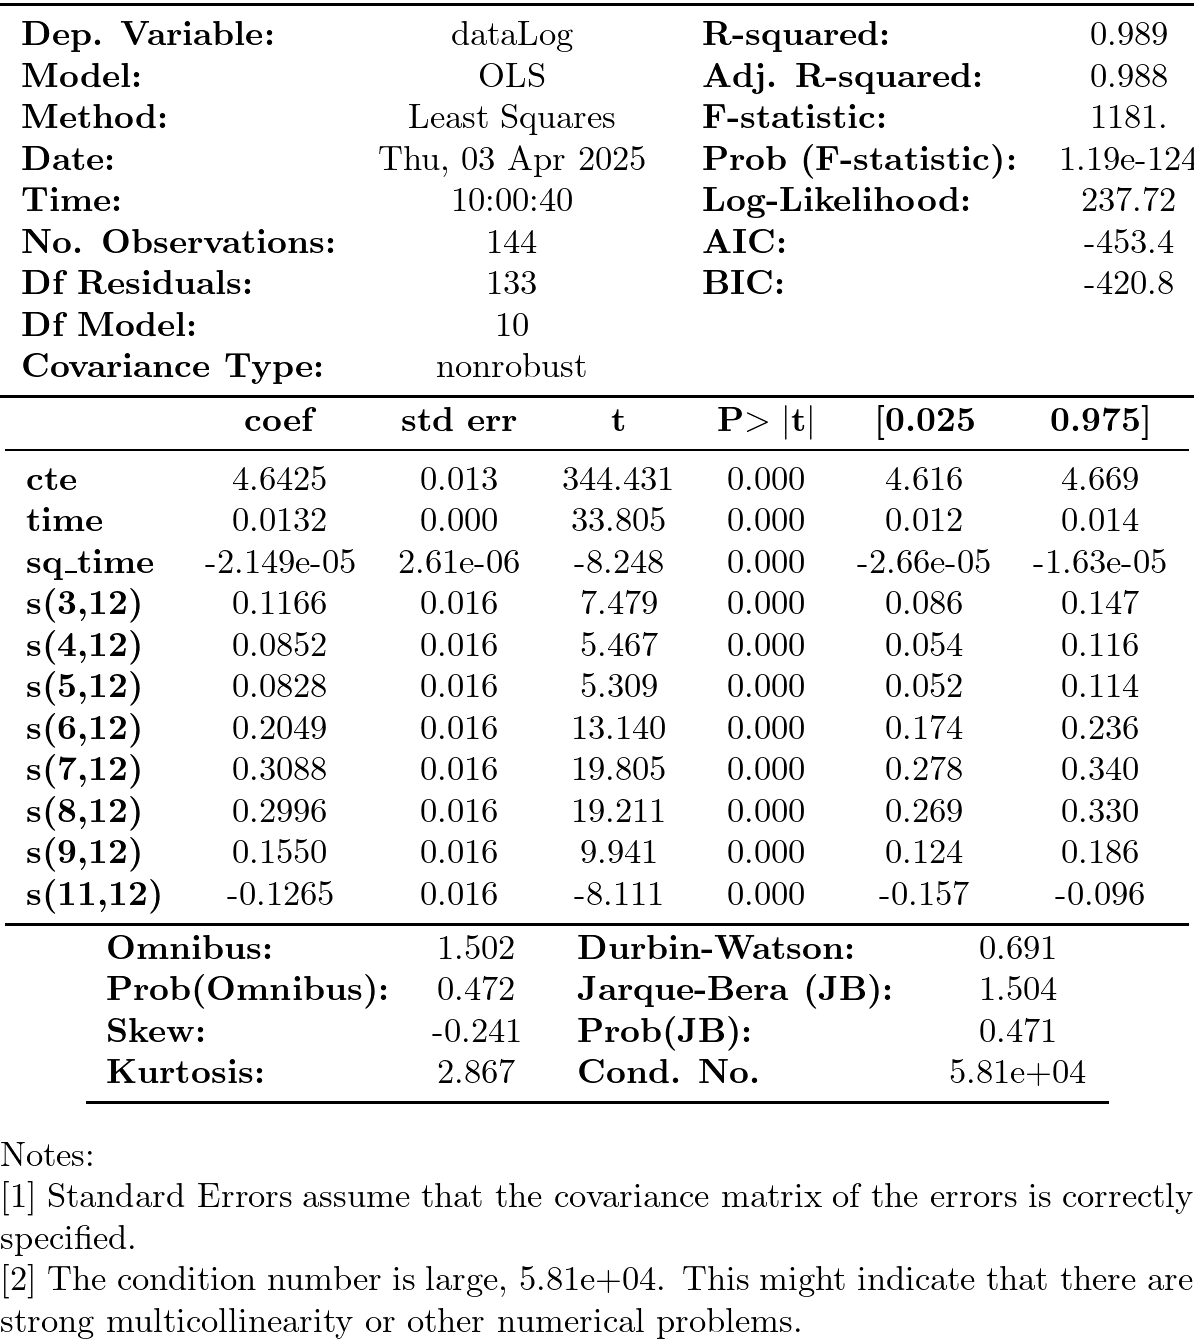 Dep. Variable: dataLog R-squared: 0.989
Model: OLS Adj. R-squared: 0.988
Method: Least Squares F-statistic: 1181.
Date: Thu, 03 Apr 2025 Prob (F-statistic): 1.19e-124
Time: 10:00:40 Log-Likelihood: 237.72
No. Observations: 144 AIC: -453.4
Df Residuals: 133 BIC: -420.8
Df Model: 10
Covariance Type: nonrobust
coef std err t P> |t| [0.025 0.975]
cte 4.6425 0.013 344.431 0.000 4.616 4.669
time 0.0132 0.000 33.805 0.000 0.012 0.014
sq_time -2.149e-05 2.61e-06 -8.248 0.000 -2.66e-05 -1.63e-05
s(3,12) 0.1166 0.016 7.479 0.000 0.086 0.147
s(4,12) 0.0852 0.016 5.467 0.000 0.054 0.116
s(5,12) 0.0828 0.016 5.309 0.000 0.052 0.114
s(6,12) 0.2049 0.016 13.140 0.000 0.174 0.236
s(7,12) 0.3088 0.016 19.805 0.000 0.278 0.340
s(8,12) 0.2996 0.016 19.211 0.000 0.269 0.330
s(9,12) 0.1550 0.016 9.941 0.000 0.124 0.186
s(11,12) -0.1265 0.016 -8.111 0.000 -0.157 -0.096
Omnibus: 1.502 Durbin-Watson: 0.691
Prob(Omnibus): 0.472 Jarque-Bera (JB): 1.504
Skew: -0.241 Prob(JB): 0.471
Kurtosis: 2.867 Cond. No. 5.81e+04
Notes:
[1] Standard Errors assume that the covariance matrix of the errors is correctly
specified.
[2] The condition number is large, 5.81e+04. This might indicate that there are
strong multicollinearity or other numerical problems.